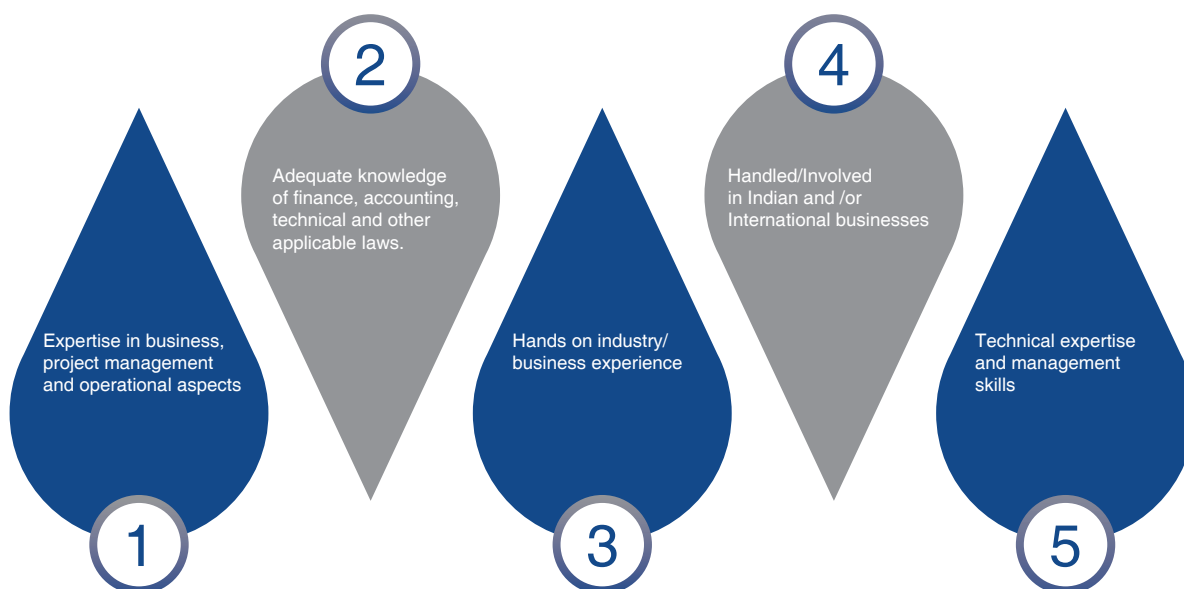 1
Expertise in business,
project management
and operational aspects
2
Adequate knowledge
of finance, accounting,
technical and other
applicable laws.
3
Hands on industry/
business experience
4
Handled/Involved
in Indian and /or
International businesses
5
Technical expertise
and management
skills